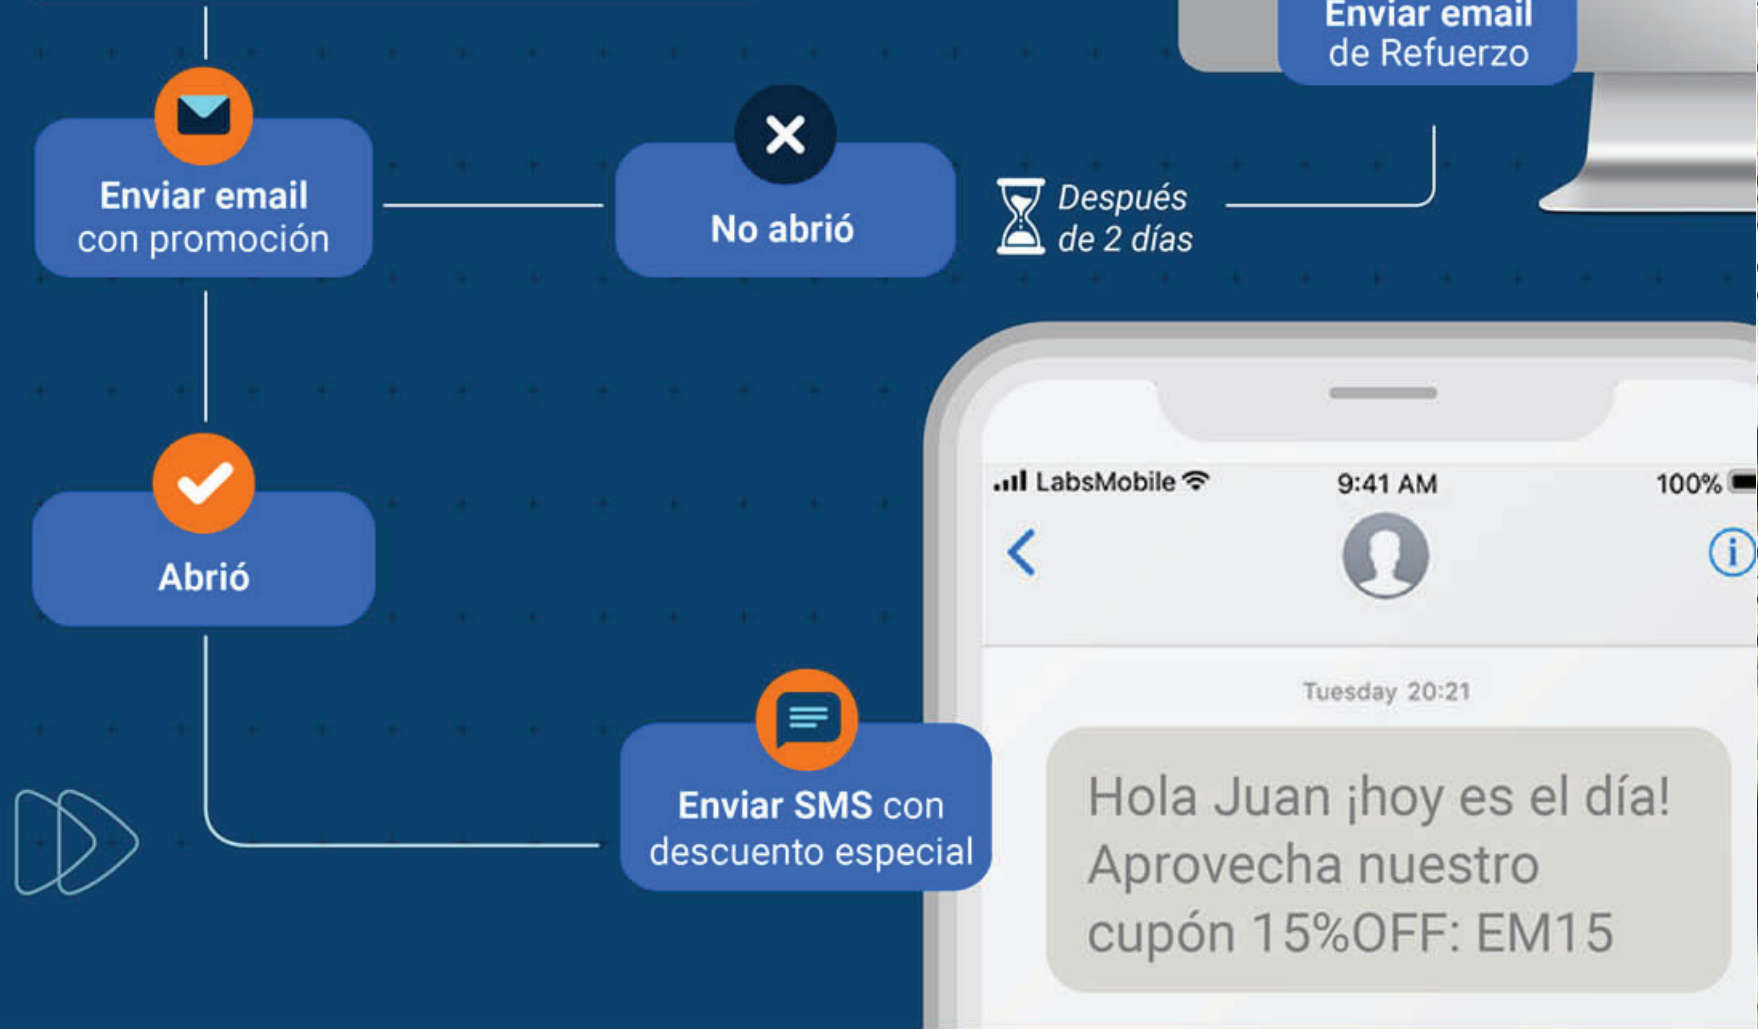 Enviar email
de Refuerzo
Enviar email
con promoción
No abrió
Después
de 2 días
Abrió
Enviar SMS con
descuento especial
LabsMobile
9:41 AM
100%
Tuesday 20:21
Hola Juan ¡hoy es el día!
Aprovecha nuestro
cupón 15%OFF: EM15